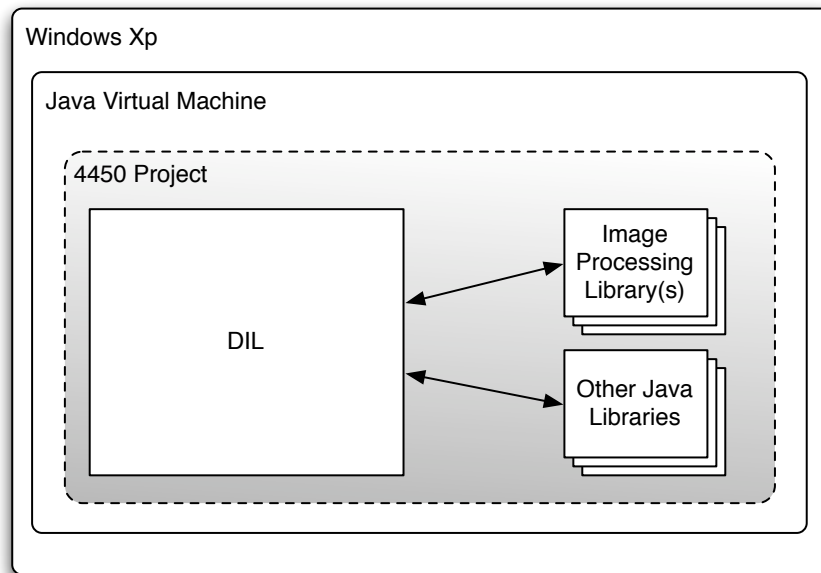 Windows Xp
Java Virtual Machine
4450 Project
DIL
Image
Processing
Library(s)
Other Java
Libraries